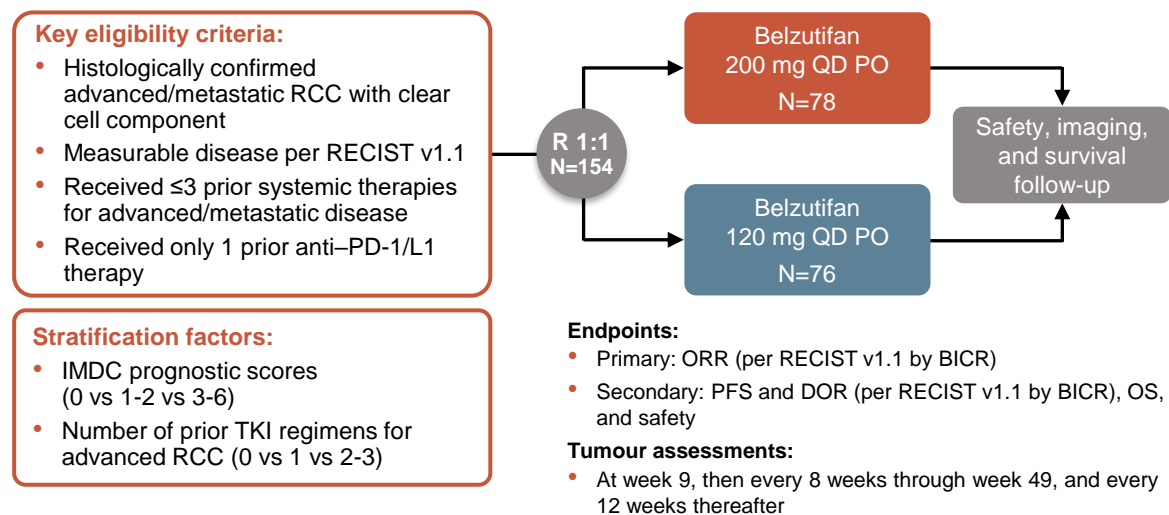 Key eligibility criteria:
• Histologically confirmed
advanced/metastatic RCC with clear
cell component
• Measurable disease per RECIST v1.1
• Received ≤3 prior systemic therapies
for advanced/metastatic disease
• Received only 1 prior anti–PD-1/L1
therapy
Stratification factors:
• IMDC prognostic scores
(0 vs 1-2 vs 3-6)
• Number of prior TKI regimens for
advanced RCC (0 vs 1 vs 2-3)
R 1:1
N=154
Belzutifan
200 mg QD PO
N=78
Belzutifan
120 mg QD PO
N=76
Safety, imaging,
and survival
follow-up
Endpoints:
• Primary: ORR (per RECIST v1.1 by BICR)
• Secondary: PFS and DOR (per RECIST v1.1 by BICR), OS,
and safety
Tumour assessments:
• At week 9, then every 8 weeks through week 49, and every
12 weeks thereafter